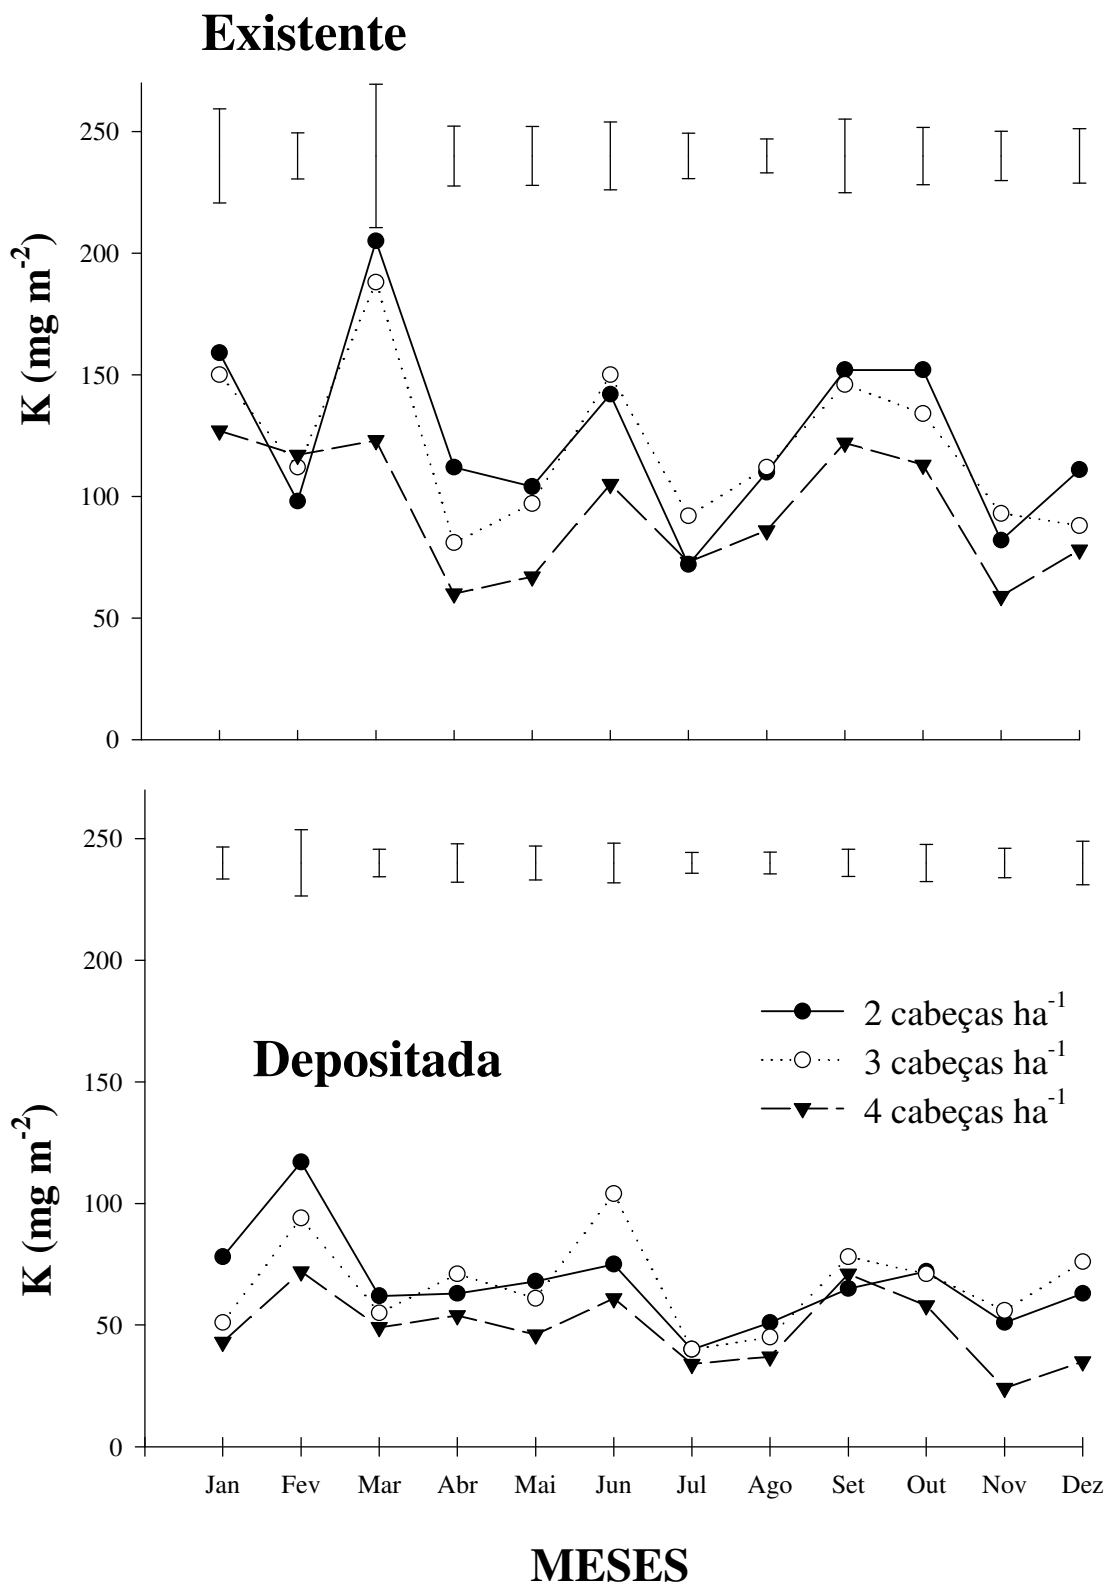 Existente
K (mg m-2)
250
200
150
100
50
0
Depositada
K (mg m-2)
250
200
150
100
50
0
2 cabeças ha-1
3 cabeças ha-1
4 cabeças ha-1
Jan Fev Mar Abr Mai Jun Jul Ago Set Out Nov Dez
MESES